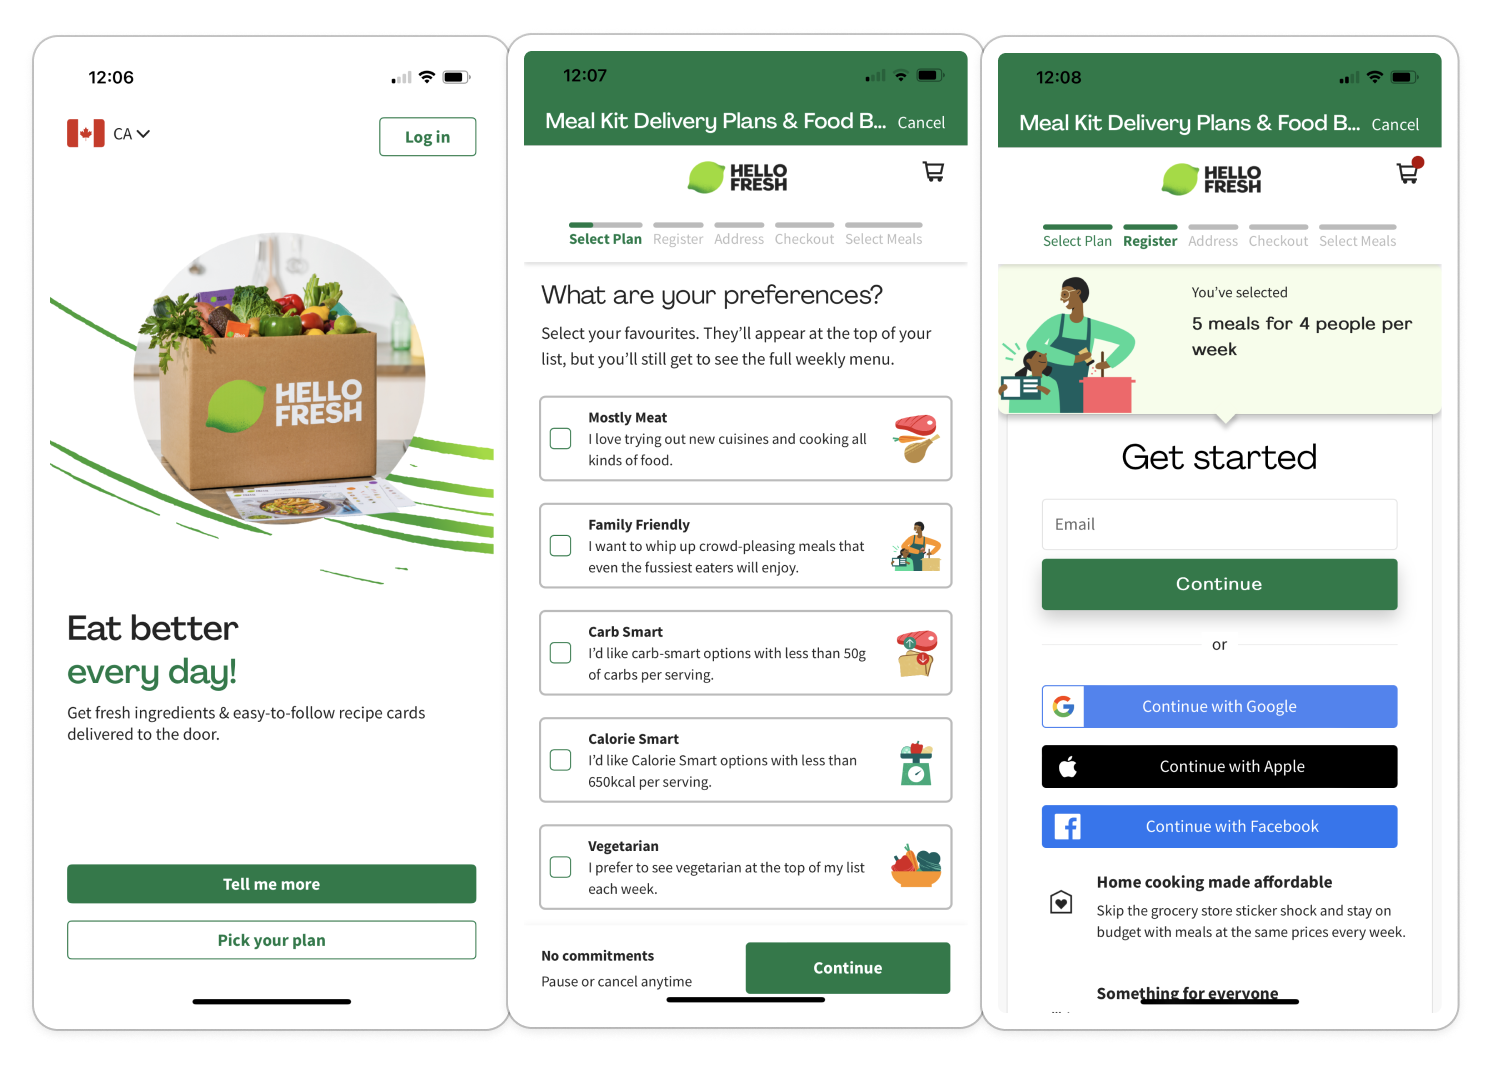 12:06
CA
Log in
HELLO
FRESH
Eat better
every day!
Get fresh ingredients & easy-to-follow recipe cards
delivered to the door.
Tell me more
Pick your plan
12:07
Meal Kit Delivery Plans & Food B... Cancel
HELLO
FRESH
Select Plan Register Address Checkout Select Meals
What are your preferences?
Select your favourites. They'll appear at the top of your
list, but you'll still get to see the full weekly menu.
Mostly Meat
I love trying out new cuisines and cooking all
kinds of food.
Family Friendly
I want to whip up crowd-pleasing meals that
even the fussiest eaters will enjoy.
Carb Smart
I'd like carb-smart options with less than 50g
of carbs per serving.
Calorie Smart
I'd like Calorie Smart options with less than
650kcal per serving.
Vegetarian
I prefer to see vegetarian at the top of my list
each week.
No commitments
Pause or cancel anytime
Continue
12:08
Meal Kit Delivery Plans & Food B... Cancel
HELLO
FRESH
Select Plan Register Address Checkout Select Meals
You've selected
5 meals for 4 people per
week
Get started
Email
Continue
or
Continue with Google
Continue with Apple
Continue with Facebook
Home cooking made affordable
Skip the grocery store sticker shock and stay on
budget with meals at the same prices every week.
Something for everyone